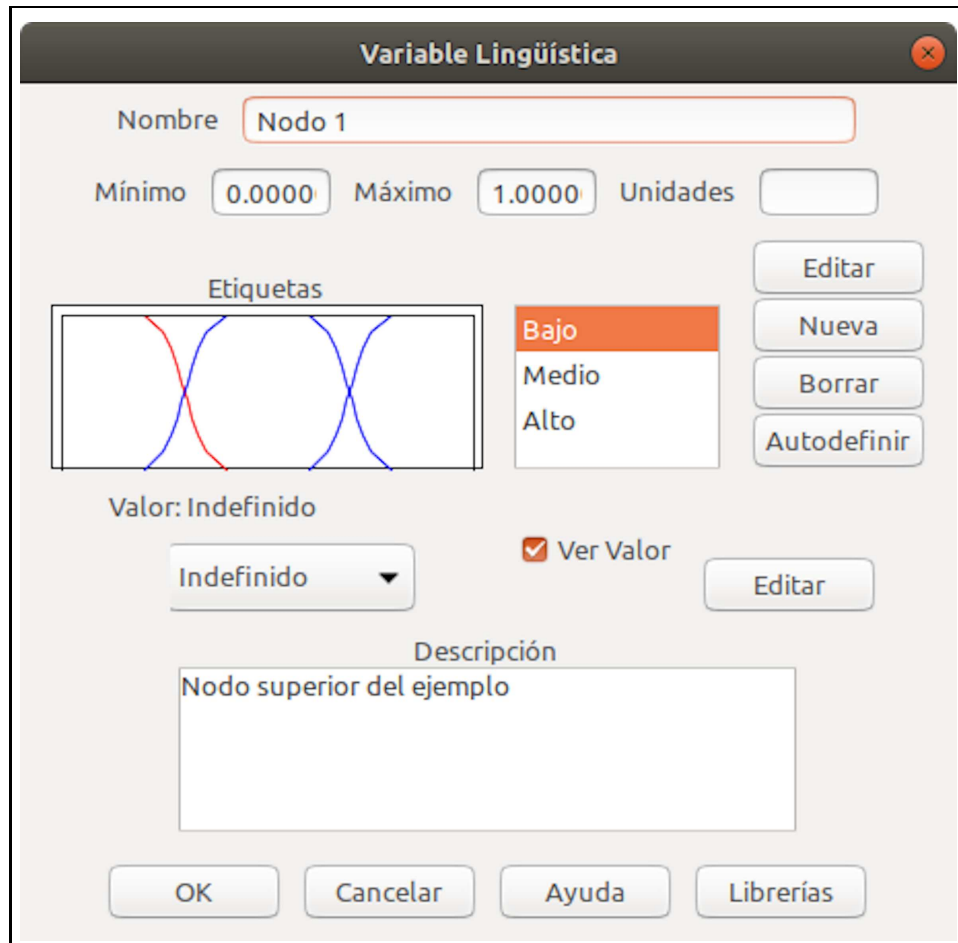 Variable Lingüística
Nombre Nodo 1
Mínimo 0.0000 Máximo 1.0000 Unidades
Editar
Etiquetas
Bajo
Nueva
Medio
Borrar
Alto
Autodefinir
Valor: Indefinido
Ver Valor
Indefinido
Editar
Descripción
Nodo superior del ejemplo
OK Cancelar Ayuda Librerías